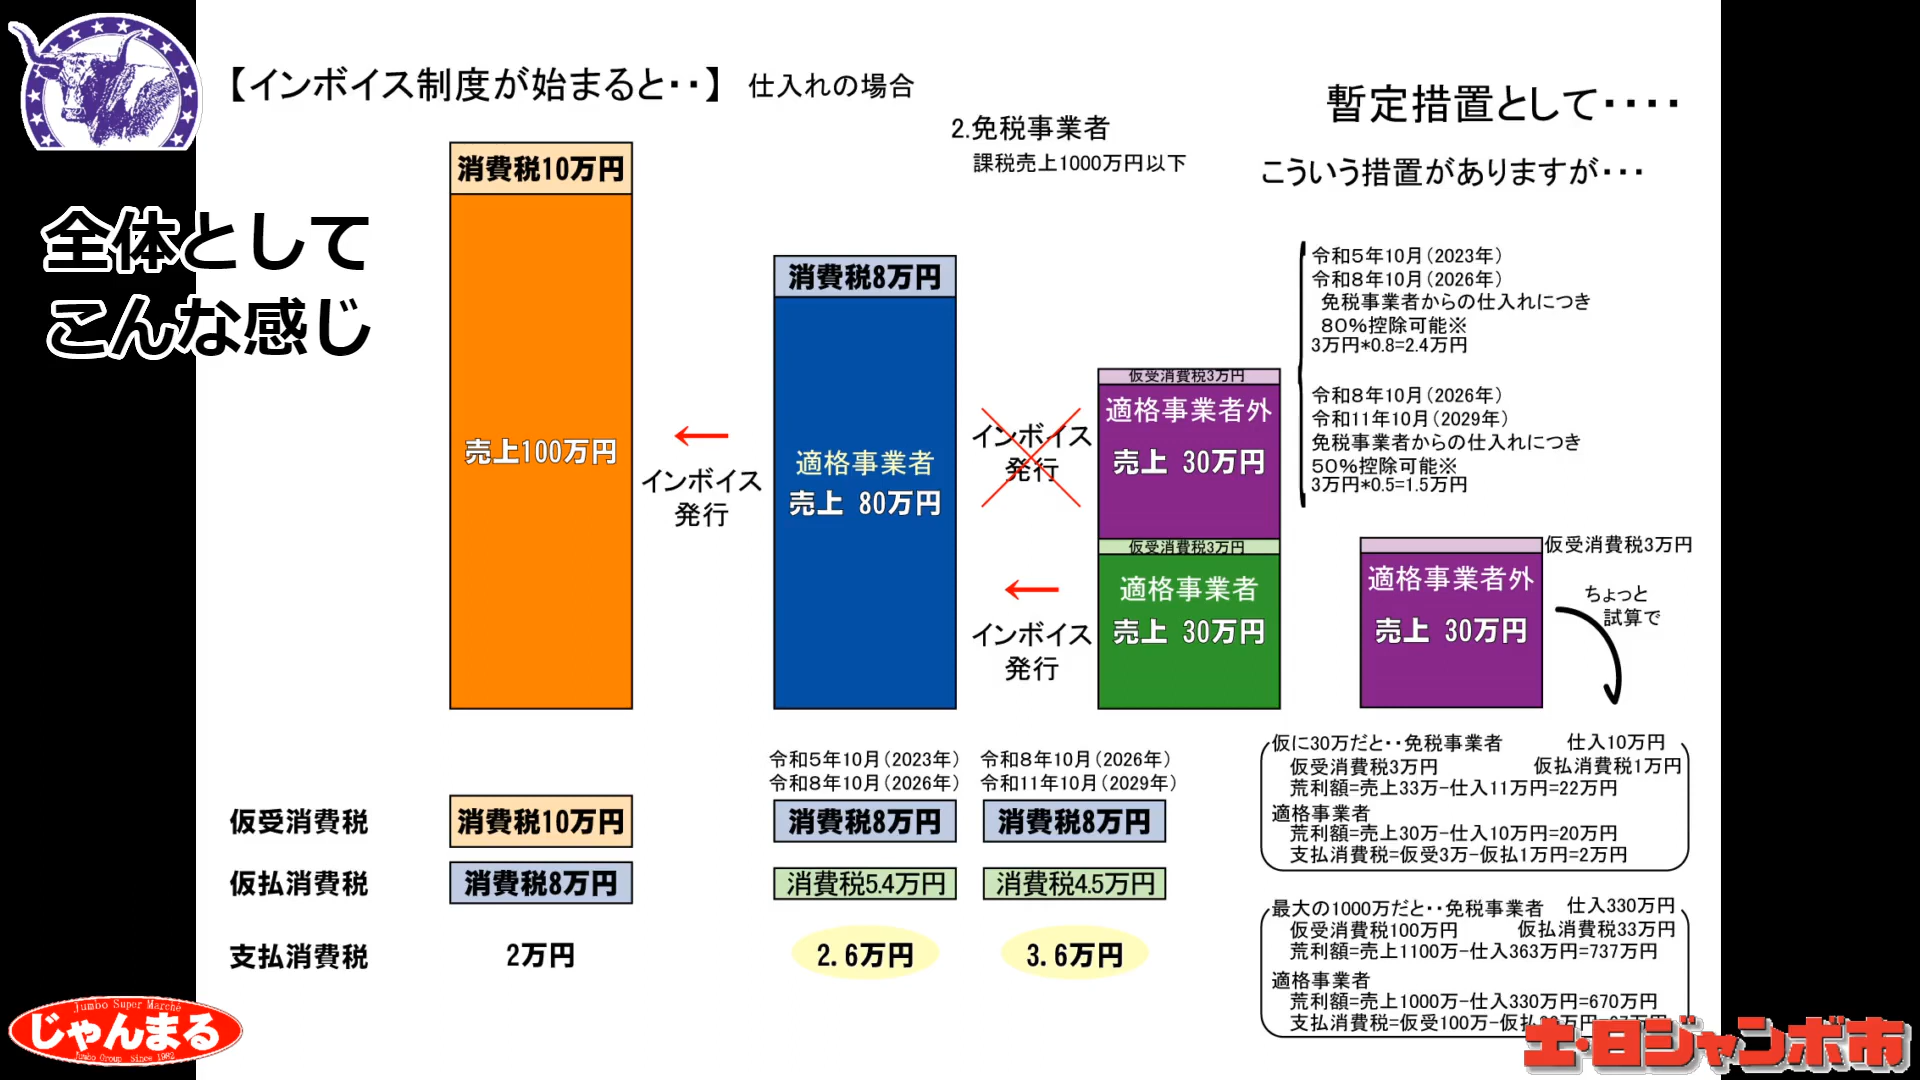 【インボイス制度が始まると・・】 仕入れの場合
全体として
こんな感じ
2.免税事業者
課税売上1000万円以下
暫定措置として・・・・
こういう措置がありますが・・・
消費税10万円
売上100万円
←
インボイス
発行
消費税8万円
適格事業者
売上 80万円
インボイス
発行
←
インボイス
発行
仮受消費税3万円
適格事業者外
売上 30万円
仮受消費税3万円
適格事業者
売上 30万円
令和5年10月(2023年)
令和8年10月(2026年)
免税事業者からの仕入れにつき
80%控除可能※
3万円*0.8=2.4万円
令和8年10月(2026年)
令和11年10月(2029年)
免税事業者からの仕入れにつき
50%控除可能※
3万円*0.5=1.5万円
仮受消費税3万円
適格事業者外
売上 30万円
ちょっと
試算で
令和5年10月(2023年) 令和8年10月(2026年)
令和8年10月(2026年) 令和11年10月(2029年)
仮受消費税 消費税10万円 消費税8万円 消費税8万円
仮払消費税 消費税8万円 消費税5.4万円 消費税4.5万円
支払消費税 2万円 2.6万円 3.6万円
仮に30万だと・・免税事業者 仕入10万円
仮受消費税3万円 仮払消費税1万円
荒利額=売上33万-仕入11万円=22万円
適格事業者
荒利額=売上30万-仕入10万円=20万円
支払消費税=仮受3万-仮払1万円=2万円
最大の1000万だと・・免税事業者 仕入330万円
仮受消費税100万円 仮払消費税33万円
荒利額=売上1100万-仕入363万円=737万円
適格事業者
荒利額=売上1000万-仕入330万円=670万円
支払消費税=仮受100万-仮払
Jumbo Super Marché
じゃんまる
Jumbo Group Since 1982
土・日ジャンボ市